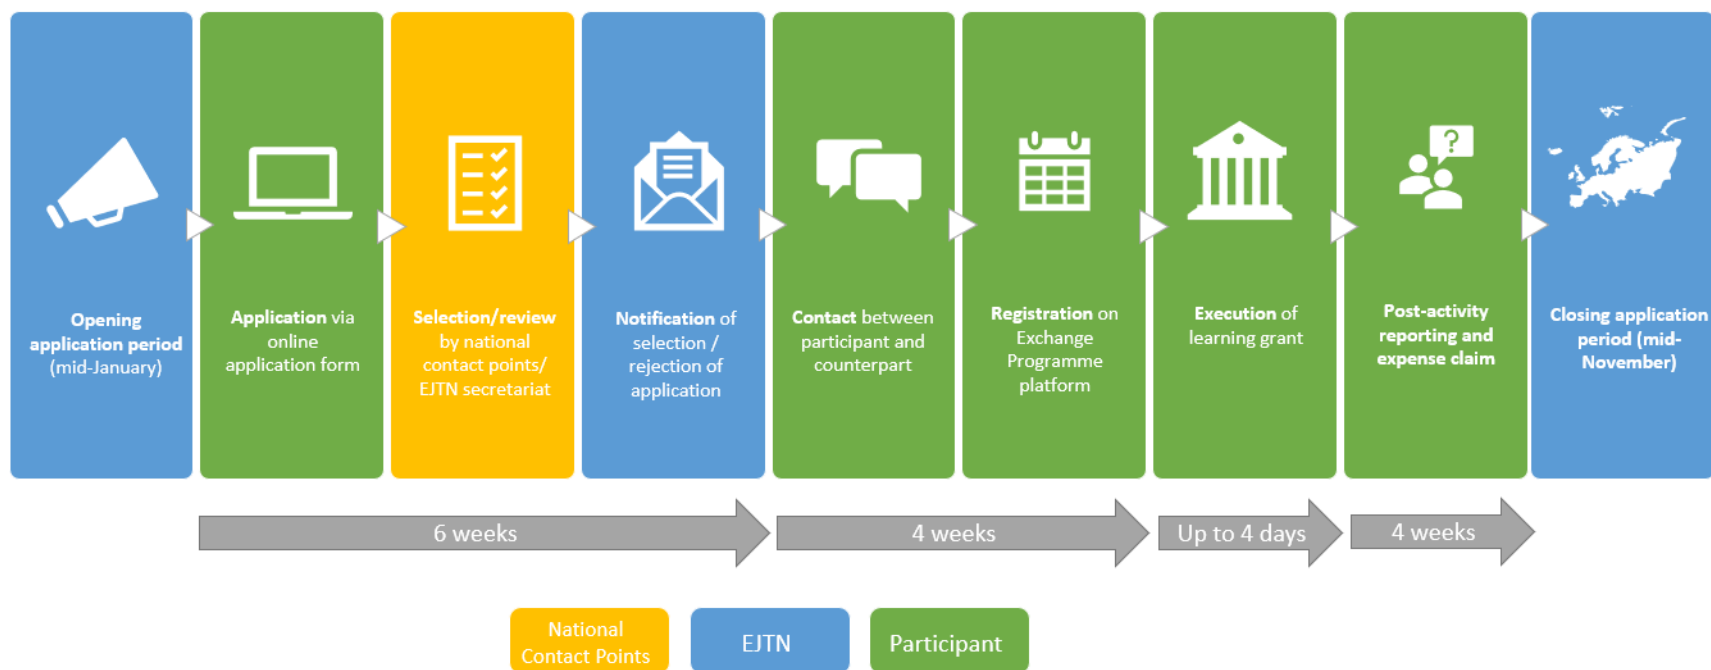 Opening
application period
(mid-January)
Application via
online
application form
Selection/review
by national
contact points/
EJTN secretariat
Notification of
selection /
rejection of
application
Contact between
participant and
counterpart
Registration on
Exchange
Programme
platform
Execution of
learning grant
Post-activity
reporting and
expense claim
Closing application
period (mid-
November)
6 weeks
4 weeks
Up to 4 days
4 weeks
National
Contact Points
EJTN
Participant